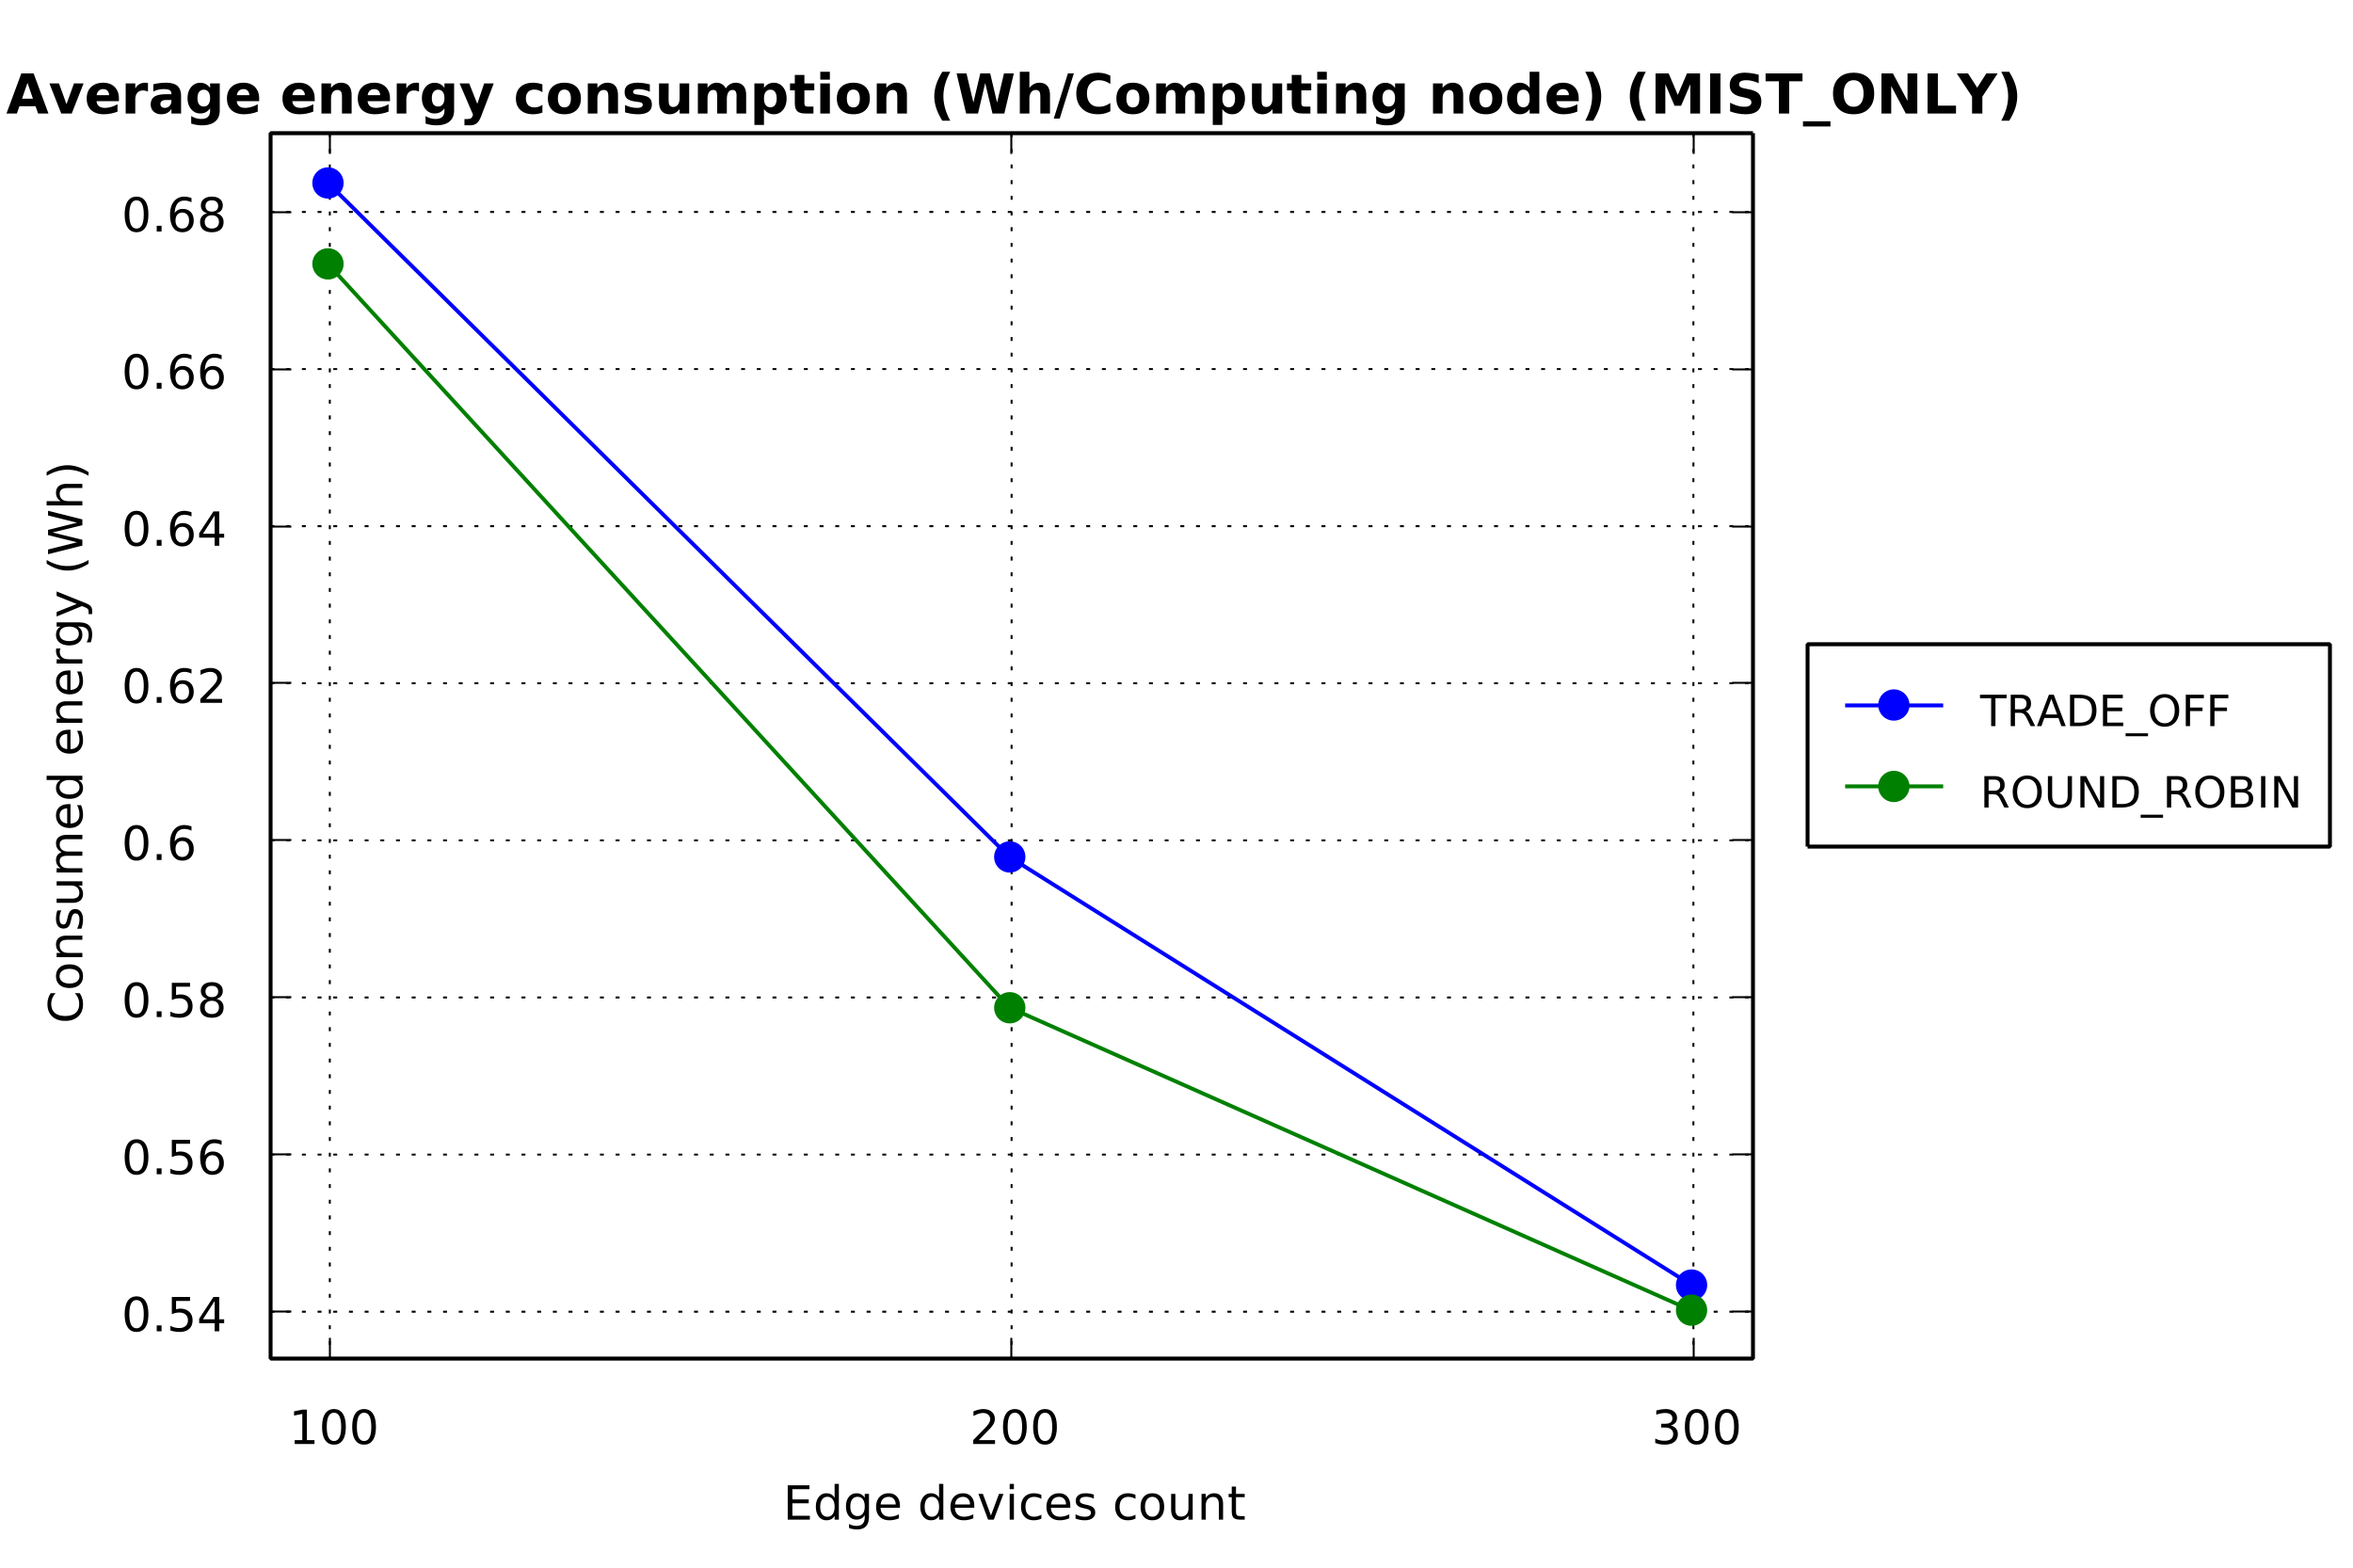 Average energy consumption (Wh/Computing node) (MIST_ONLY)
0.68
0.66
0.64
0.62
0.6
0.58
0.56
0.54
Consumed energy (Wh)
100
200
300
Edge devices count
TRADE_OFF
ROUND_ROBIN